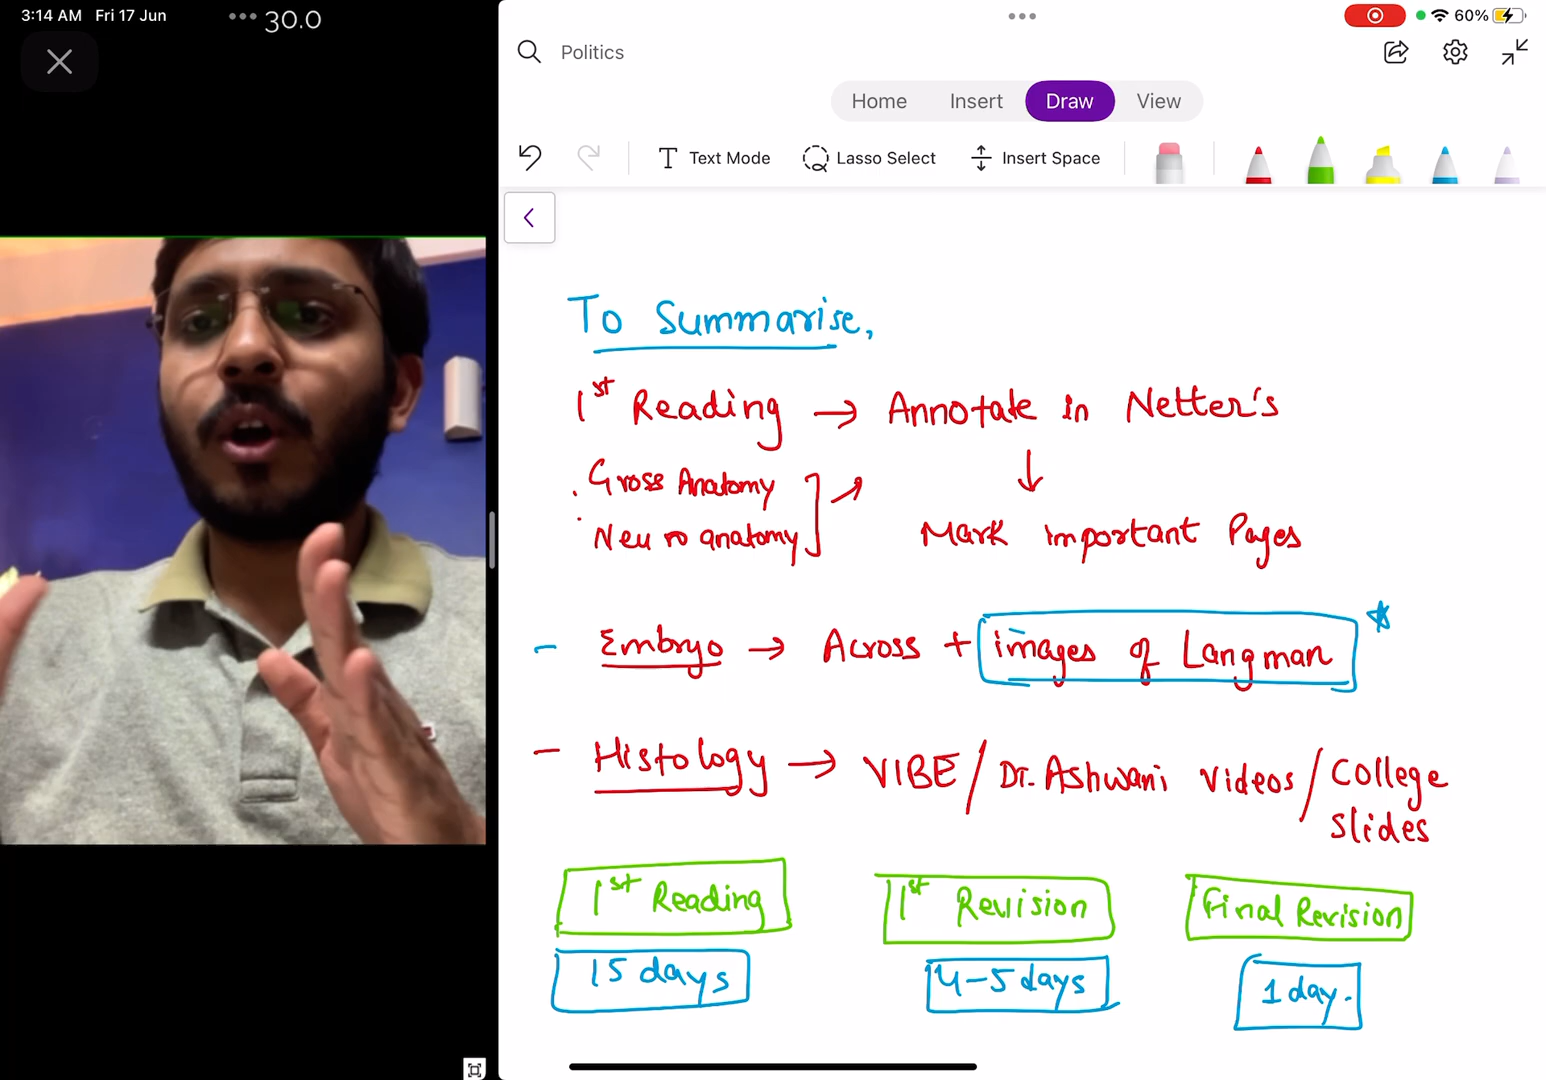 3:14 AM Fri 17 Jun
30.0
60%
Politics
Home Insert Draw View
Text Mode Lasso Select Insert Space
To Summarise,
1st Reading → Annotate in Netter's
↓
. Gross Anatomy
. Neuro anatomy
Mark important Pages
- Embryo → Across + images of Langman
- Histology → VIBE / Dr. Ashwani Videos / College
Slides
1st Reading 1st Revision Final Revision
15 days 4-5 days 1 day.